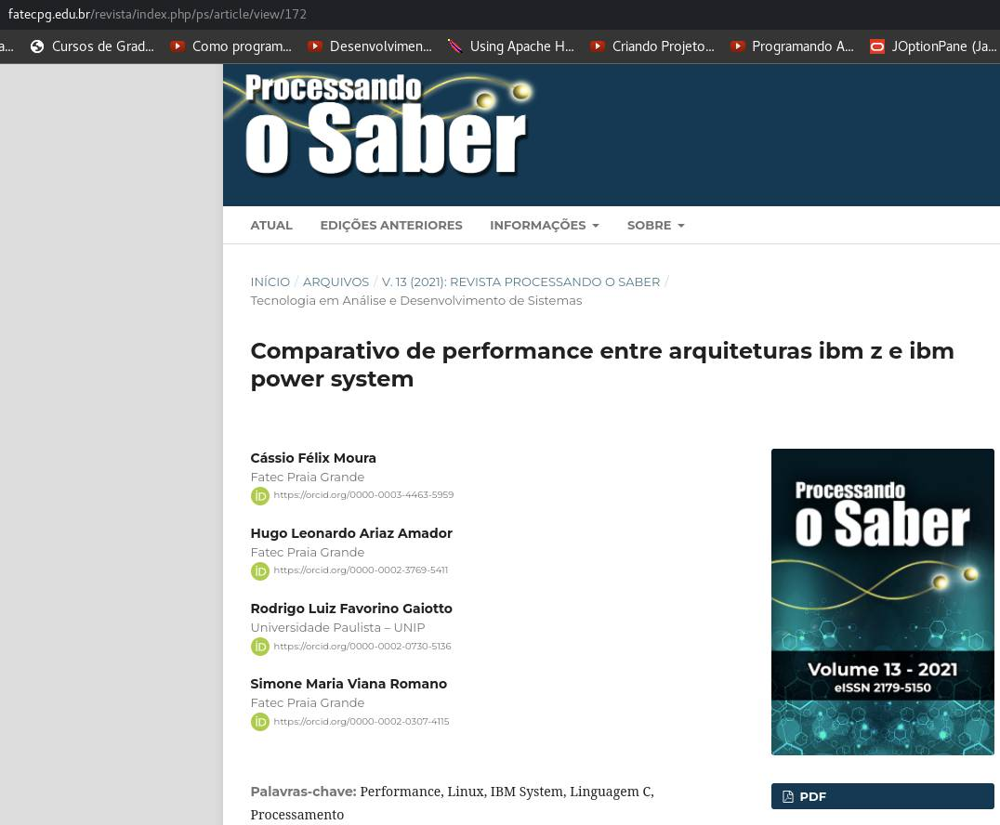 fatecpg.edu.br/revista/index.php/ps/article/view/172
a... Cursos de Grad... Como program... Desenvolvimen... Using Apache H... Criando Projeto... Programando A... JOptionPane (Ja...
Processando
o Saber
ATUAL EDIÇÕES ANTERIORES INFORMAÇÕES SOBRE
INÍCIO / ARQUIVOS / V. 13 (2021): REVISTA PROCESSANDO O SABER /
Tecnologia em Análise e Desenvolvimento de Sistemas
Comparativo de performance entre arquiteturas ibm z e ibm
power system
Cássio Félix Moura
Fatec Praia Grande
iD https://orcid.org/0000-0003-4463-5959
Hugo Leonardo Ariaz Amador
Fatec Praia Grande
iD https://orcid.org/0000-0002-3769-5411
Rodrigo Luiz Favorino Gaiotto
Universidade Paulista – UNIP
iD https://orcid.org/0000-0002-0730-5136
Simone Maria Viana Romano
Fatec Praia Grande
iD https://orcid.org/0000-0002-0307-4115
Palavras-chave: Performance, Linux, IBM System, Linguagem C,
Processamento
Processando
o Saber
Volume 13 - 2021
eISSN 2179-5150
PDF